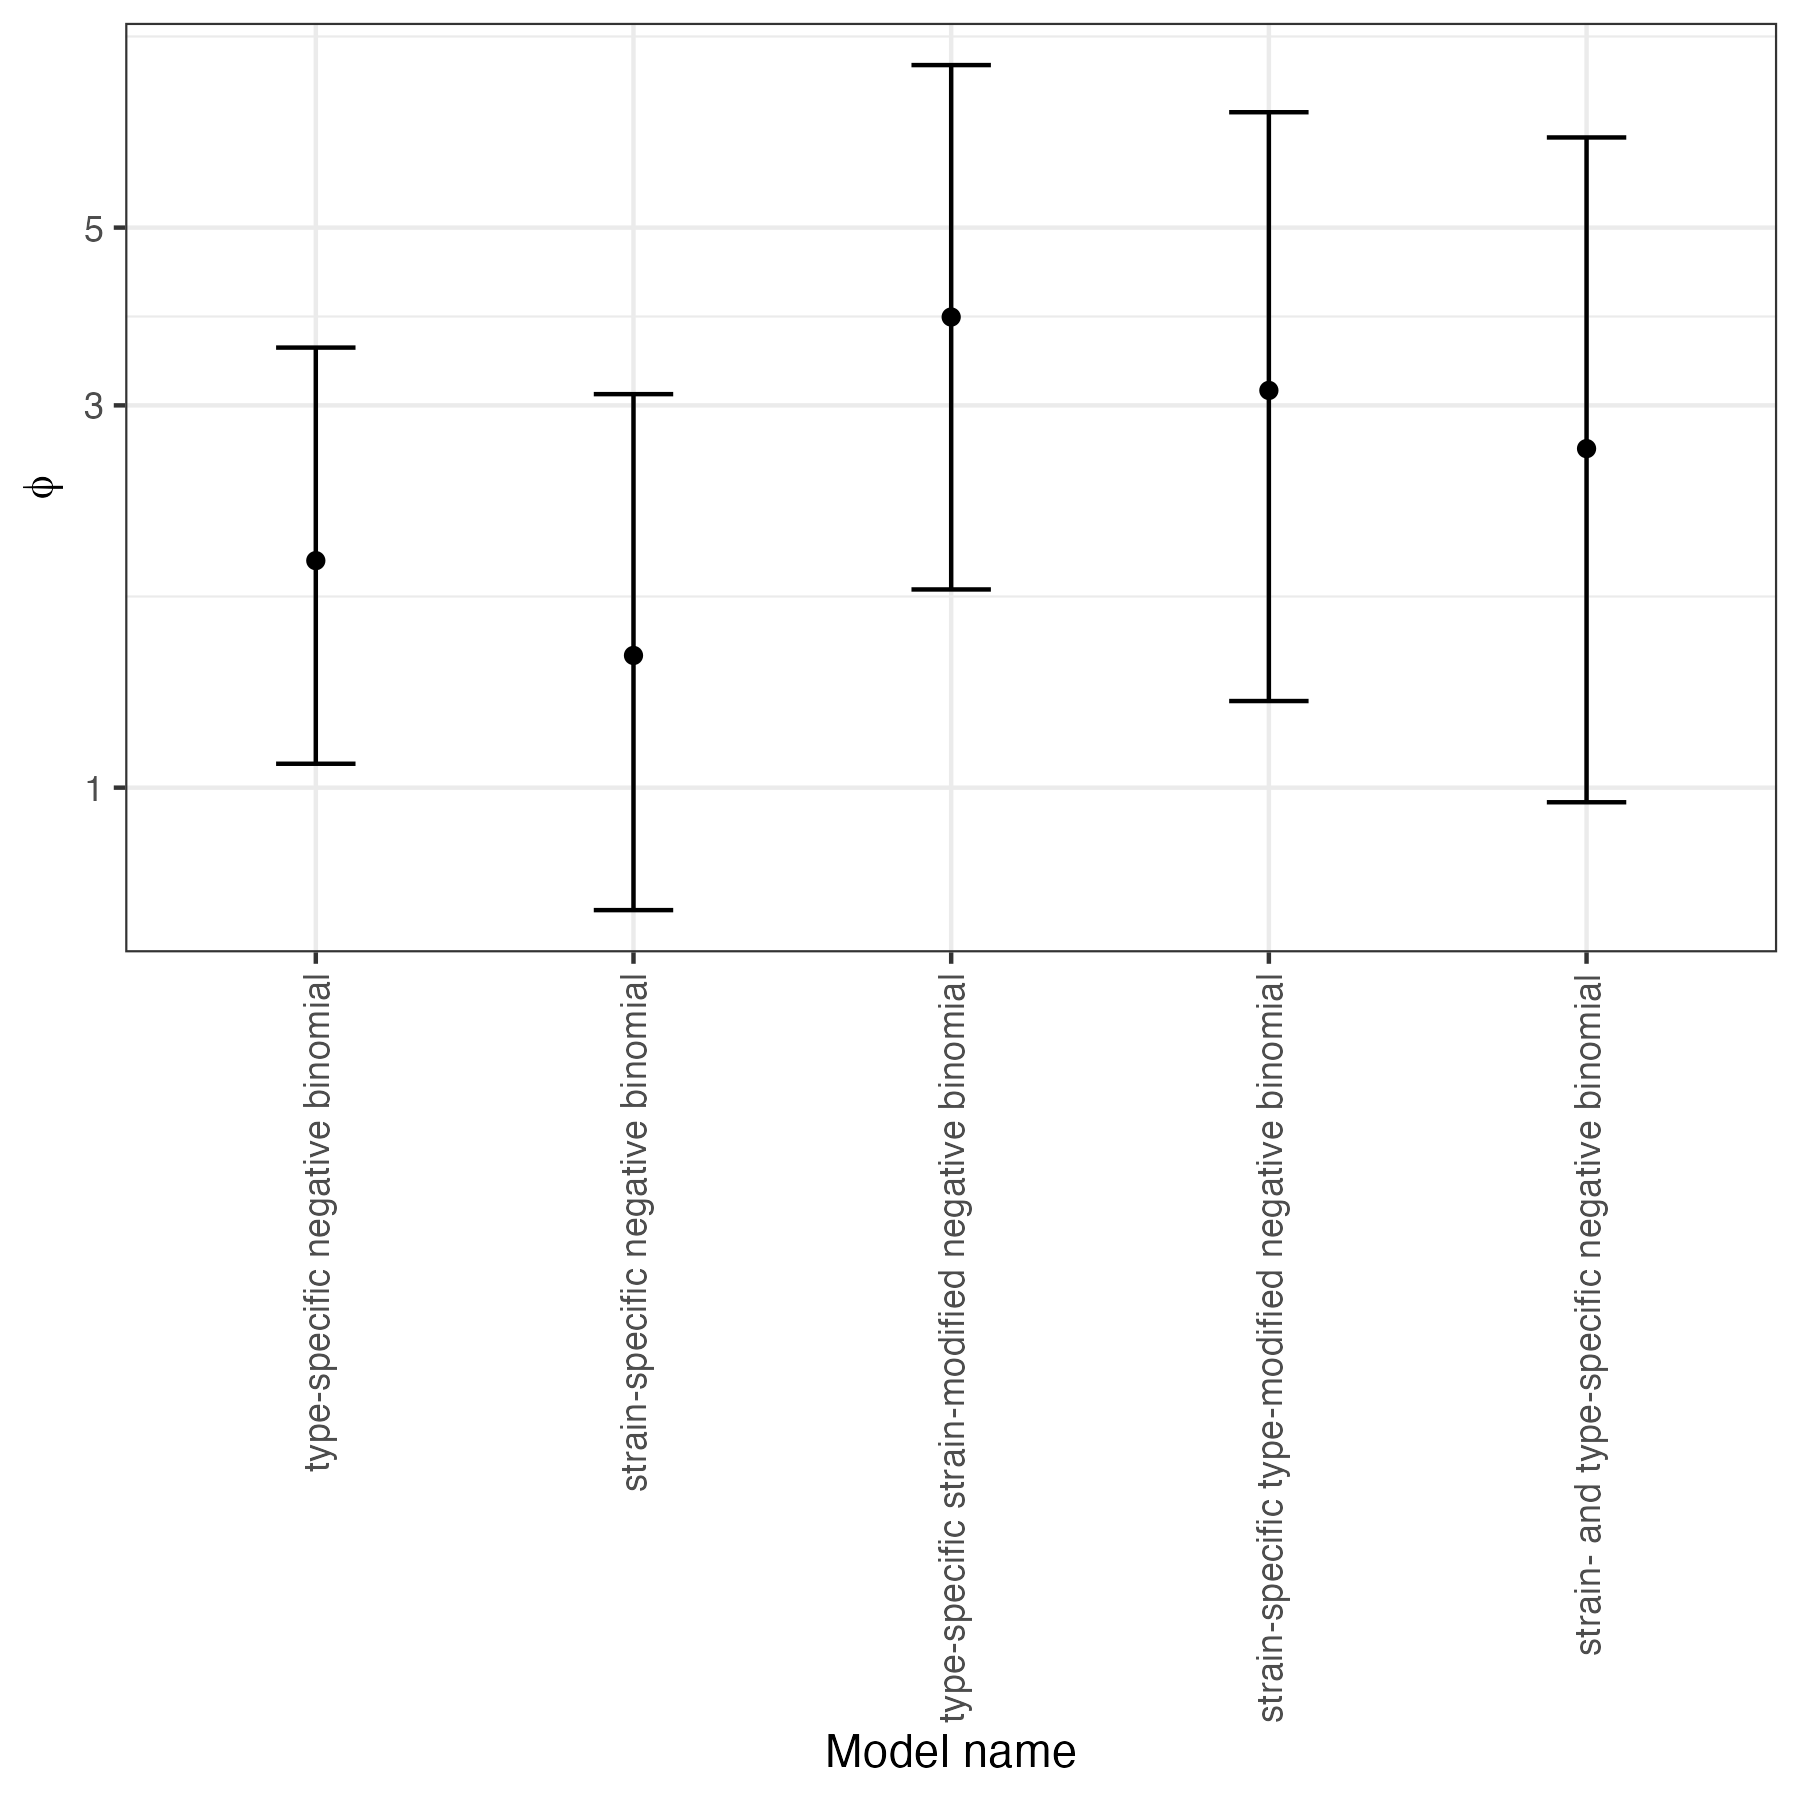 5
3
1
ϕ
type-specific negative binomial
strain-specific negative binomial
type-specific strain-modified negative binomial
strain-specific type-modified negative binomial
strain- and type-specific negative binomial
Model name